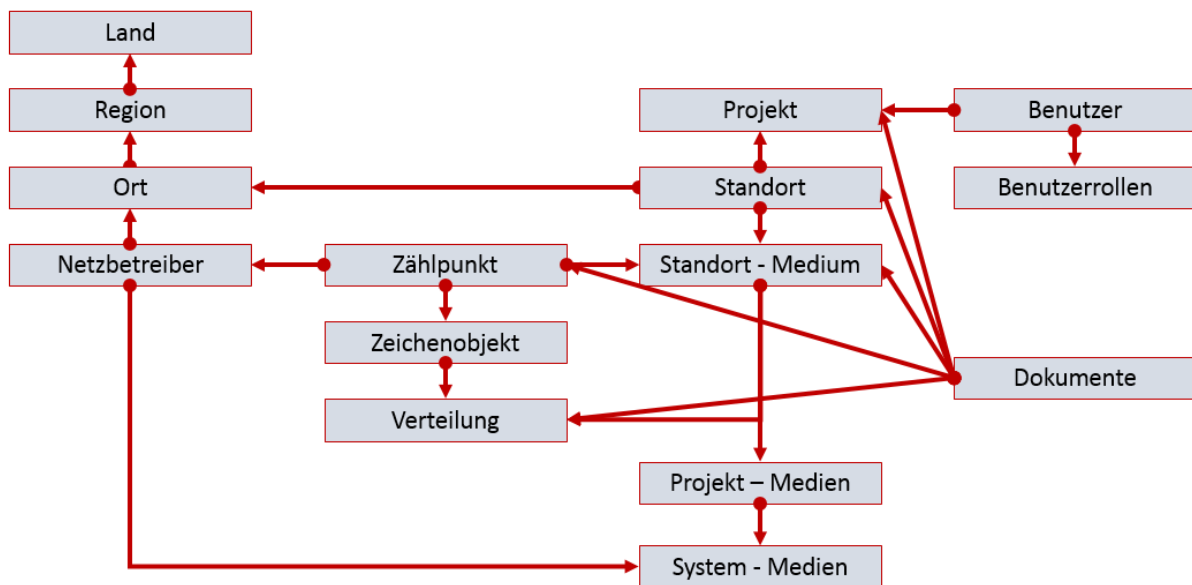 Land
Region
Projekt
Benutzer
Ort
Standort
Benutzerrollen
Netzbetreiber
Zählpunkt
Standort - Medium
Zeichenobjekt
Dokumente
Verteilung
Projekt – Medien
System - Medien